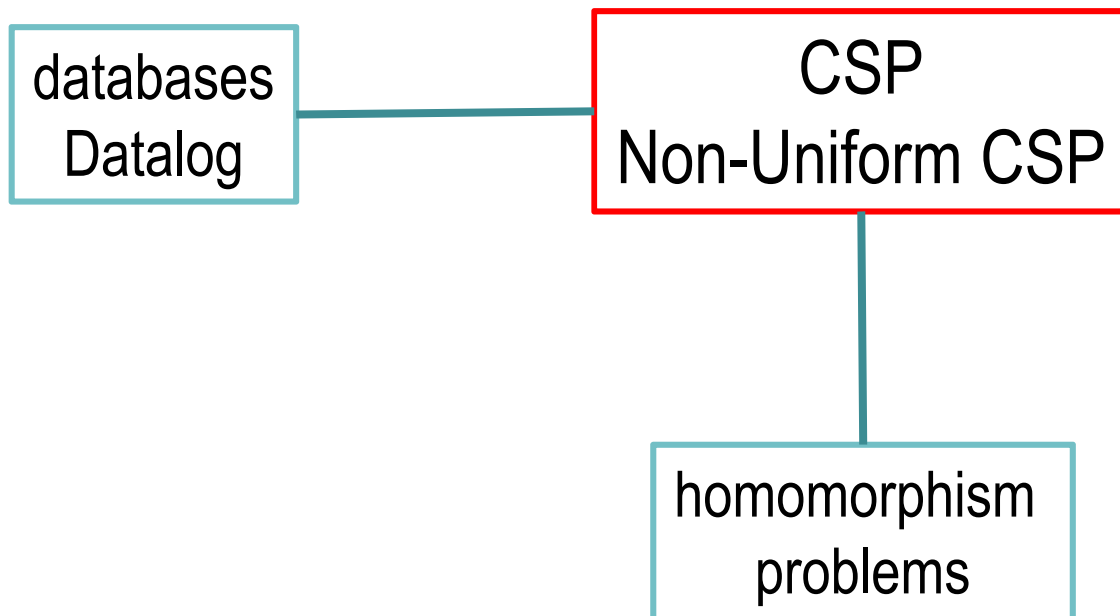 databases
Datalog
CSP
Non-Uniform CSP
homomorphism
problems